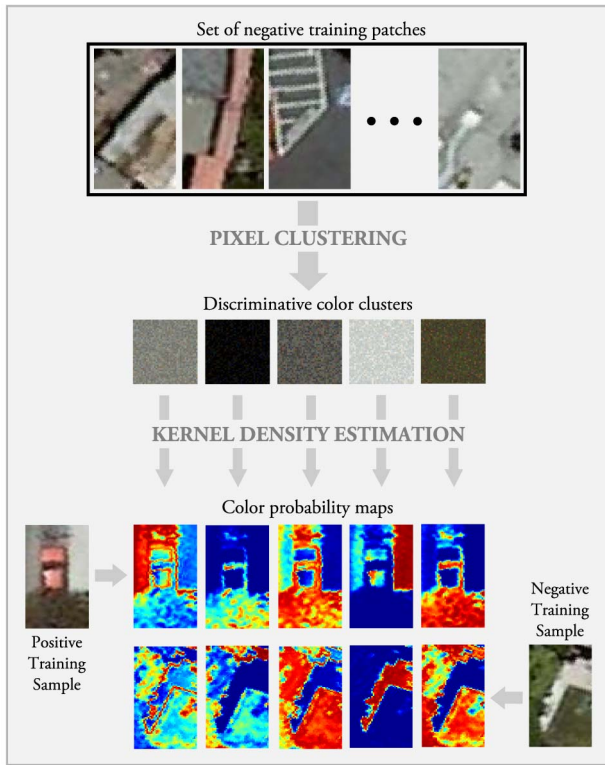 Set of negative training patches
PIXEL CLUSTERING
Discriminative color clusters
KERNEL DENSITY ESTIMATION
Color probability maps
Positive
Training
Sample
Negative
Training
Sample